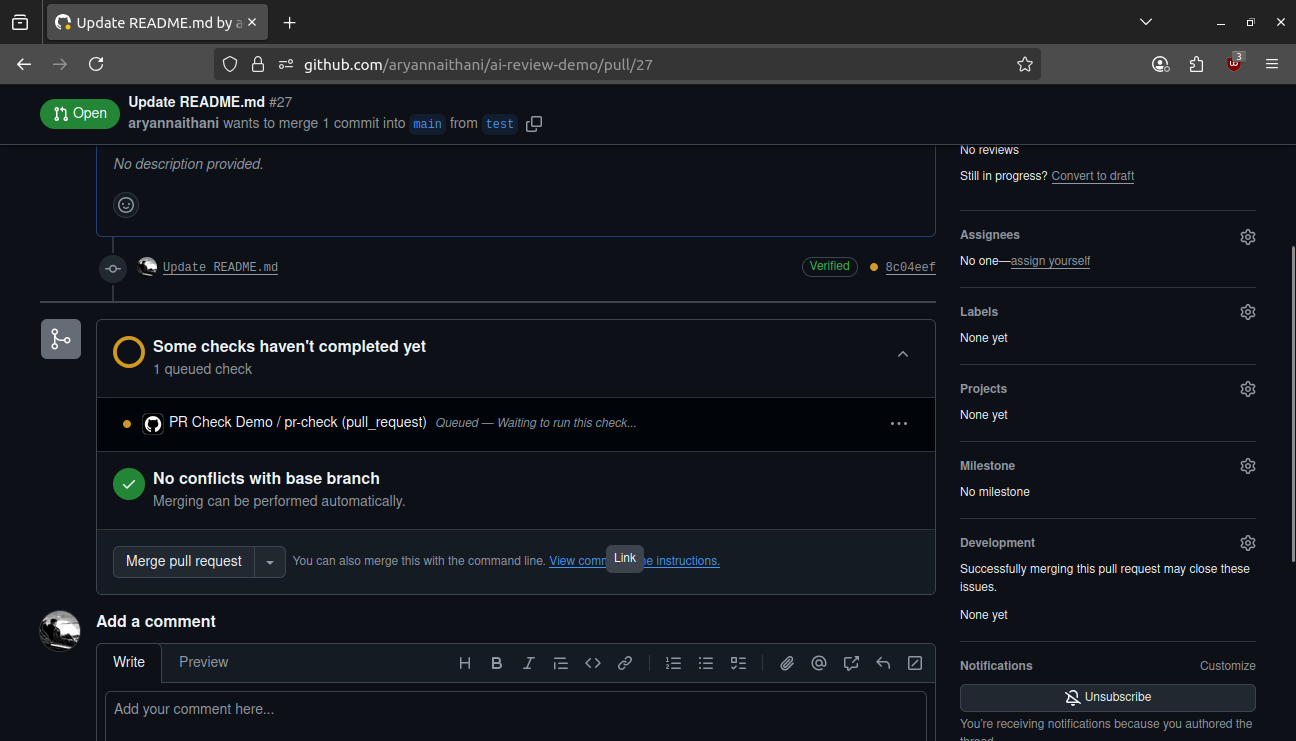 Update README.md by a
github.com/aryannaithani/ai-review-demo/pull/27
3
Open
Update README.md #27
aryannaithani wants to merge 1 commit into main from test
No description provided.
Update README.md
Verified
8c04eef
Some checks haven't completed yet
1 queued check
PR Check Demo / pr-check (pull_request) Queued — Waiting to run this check...
No conflicts with base branch
Merging can be performed automatically.
Merge pull request
You can also merge this with the command line. View comm
Link
e instructions.
Add a comment
Write
Preview
Add your comment here...
No reviews
Still in progress? Convert to draft
Assignees
No one—assign yourself
Labels
None yet
Projects
None yet
Milestone
No milestone
Development
Successfully merging this pull request may close these
issues.
None yet
Notifications
Customize
Unsubscribe
You're receiving notifications because you authored the
thread.